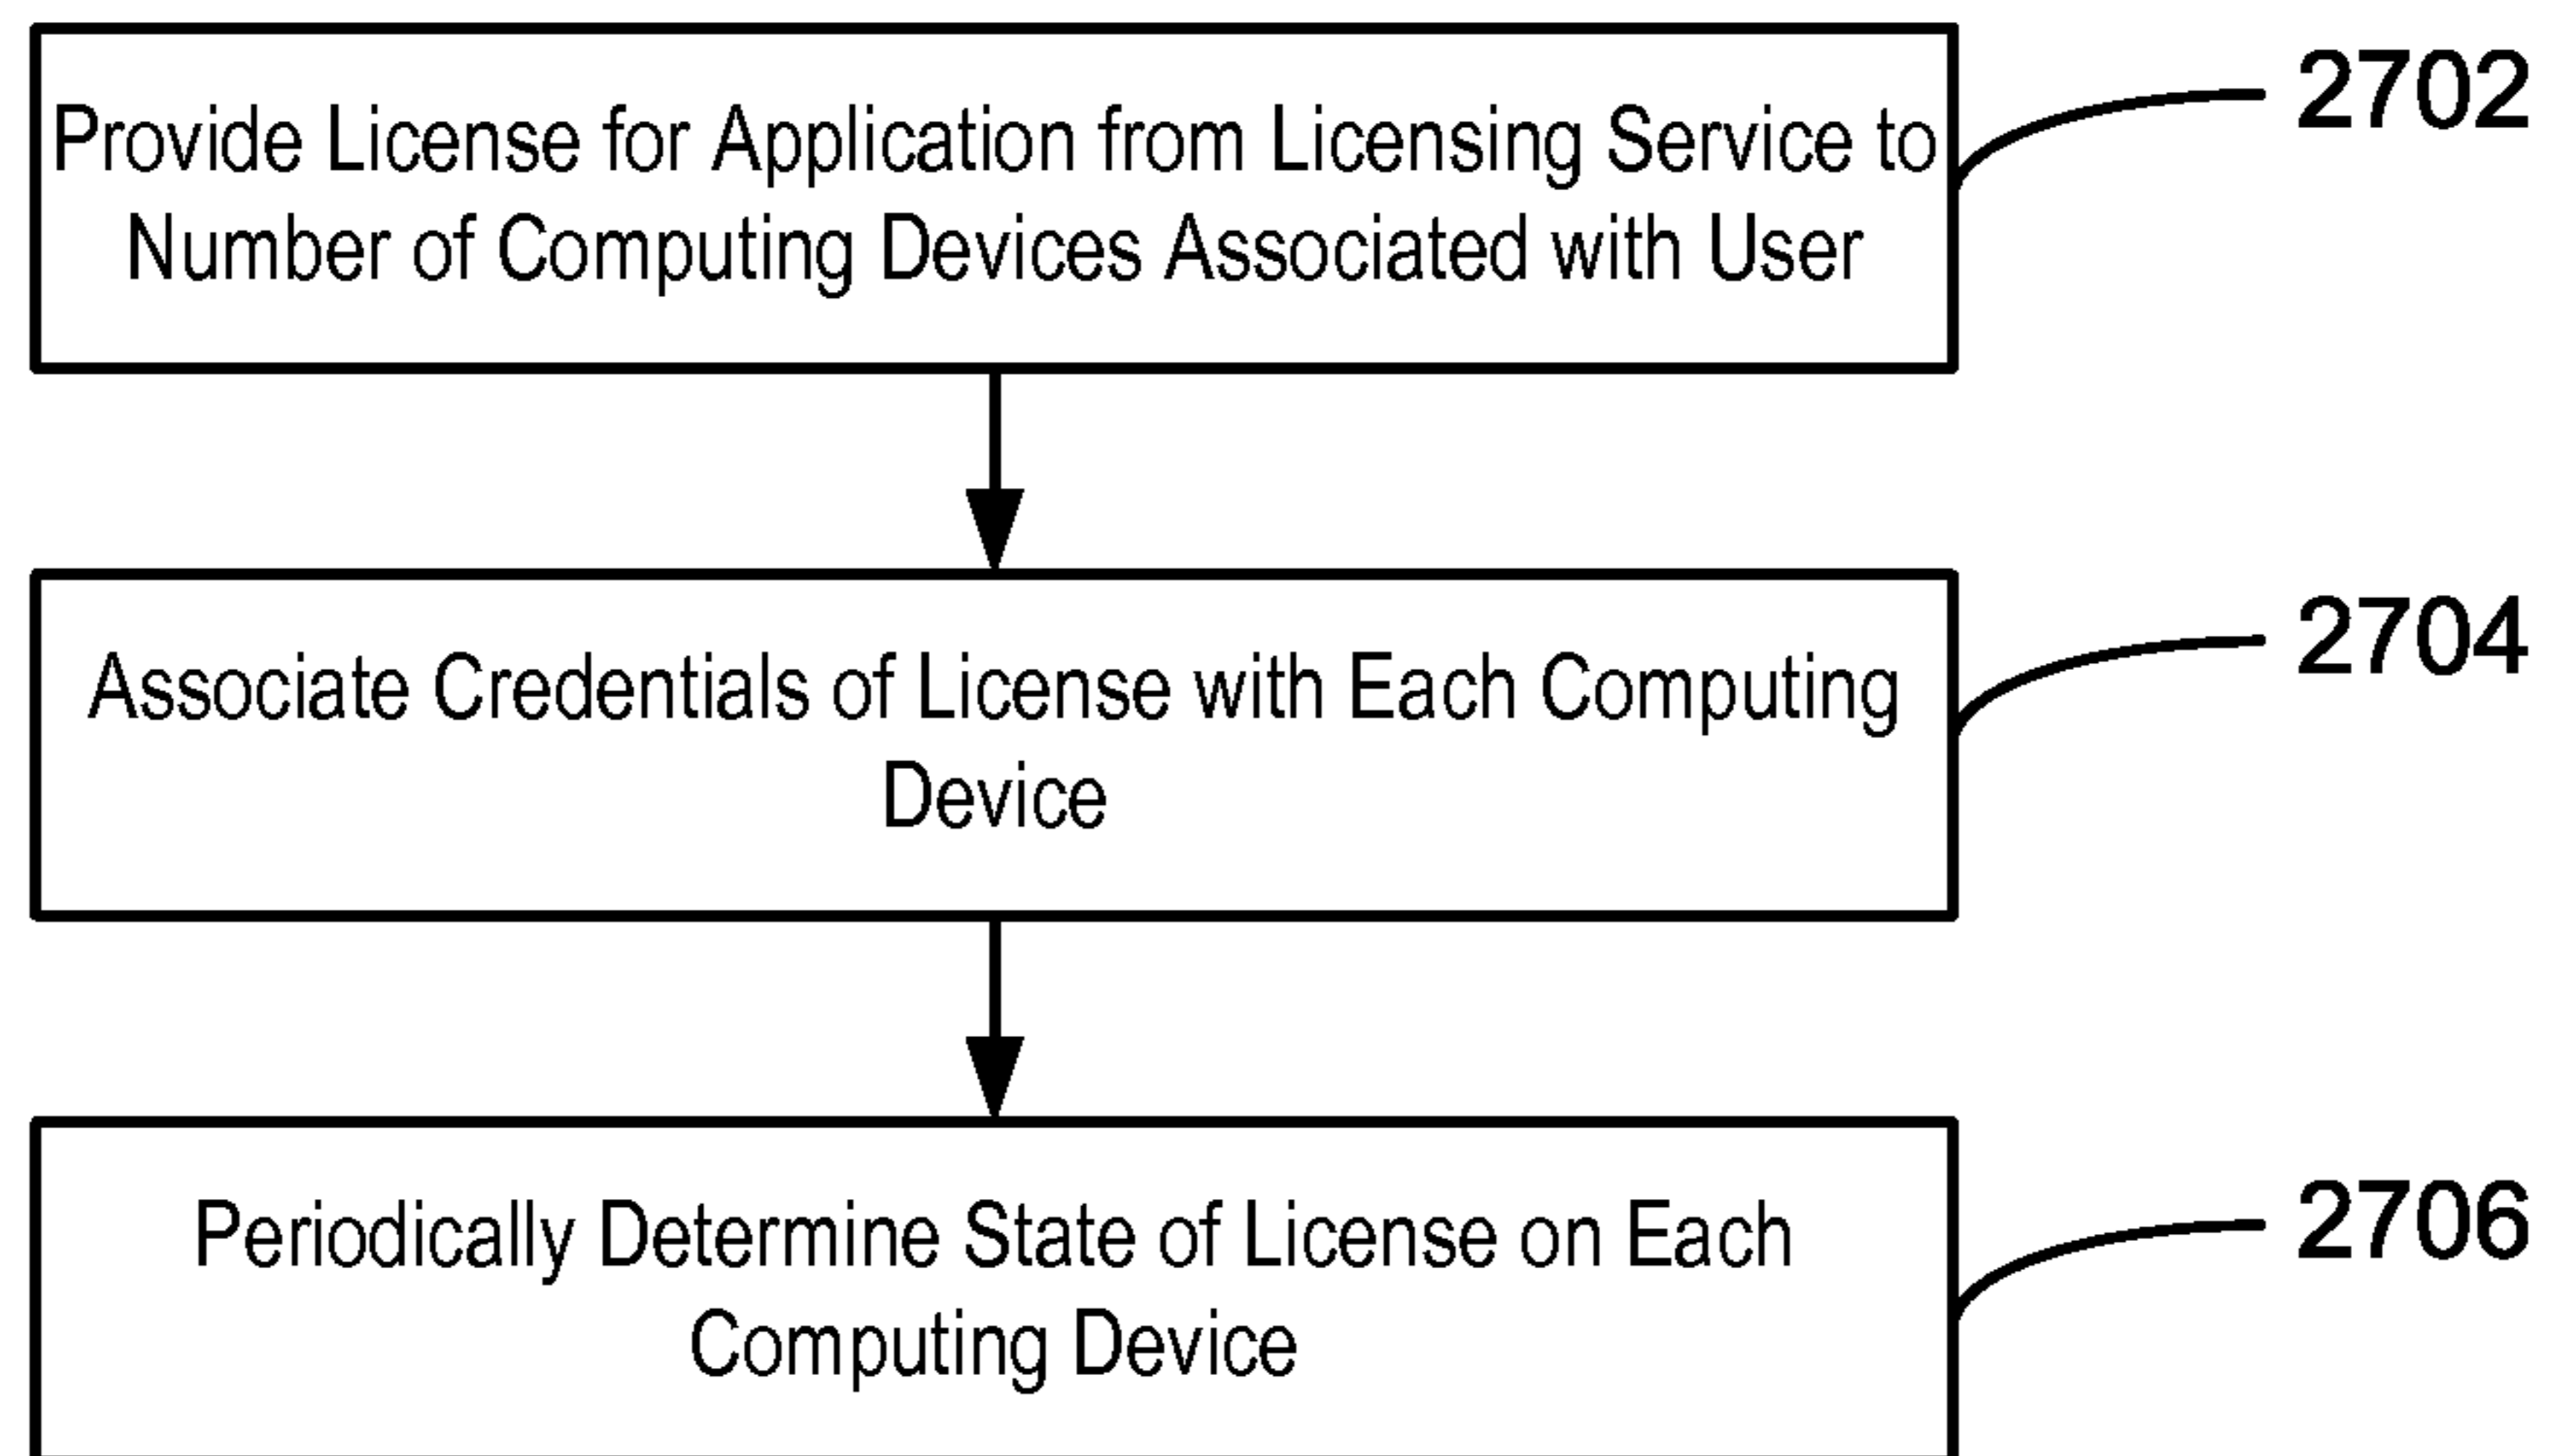 Provide License for Application from Licensing Service to
Number of Computing Devices Associated with User
2702
Associate Credentials of License with Each Computing
Device
2704
Periodically Determine State of License on Each
Computing Device
2706